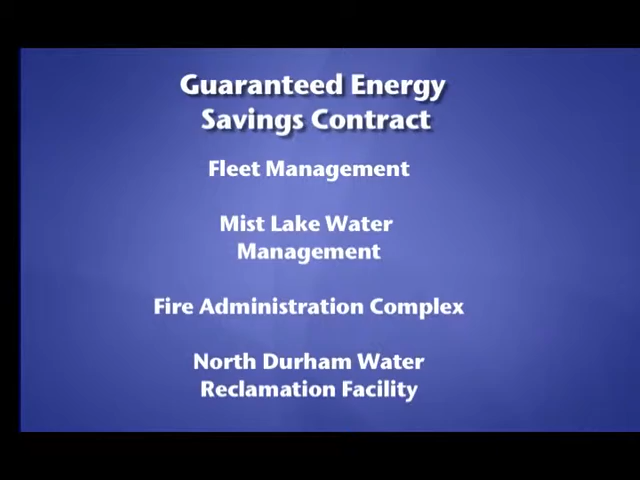 Guaranteed Energy
Savings Contract
Fleet Management
Mist Lake Water
Management
Fire Administration Complex
North Durham Water
Reclamation Facility